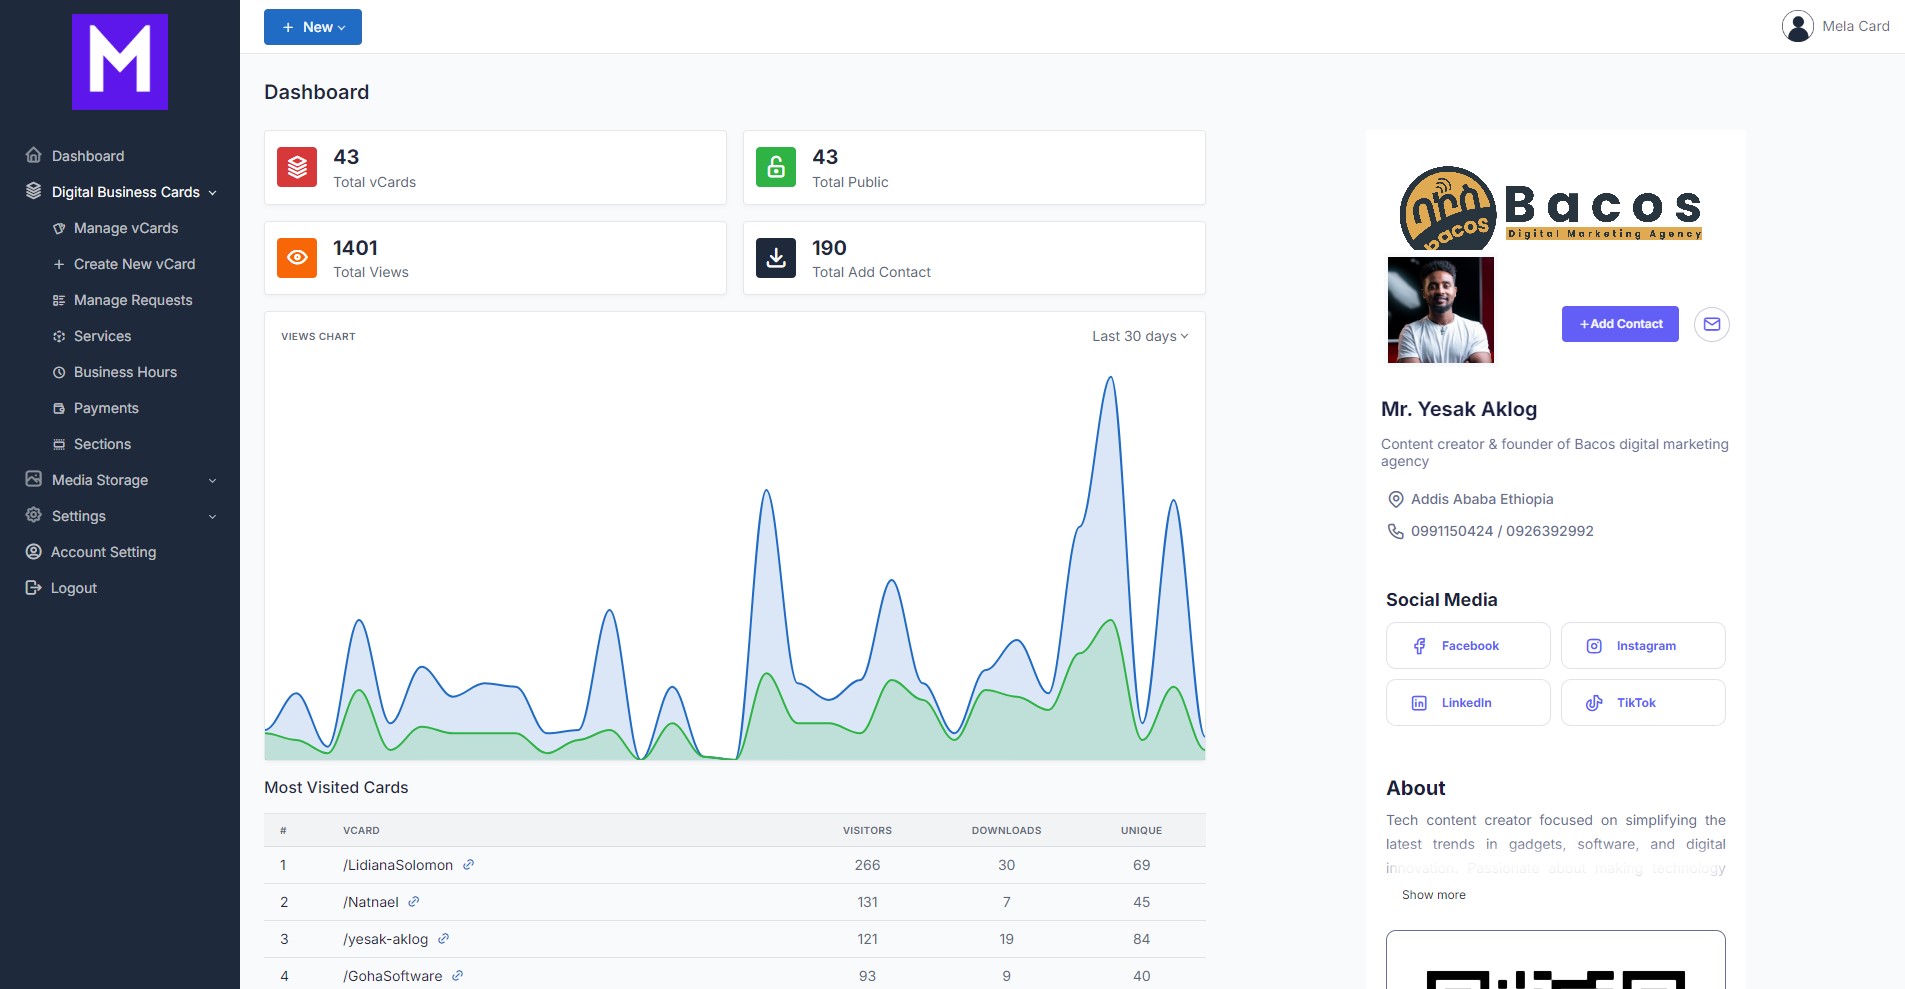 M
+ New
Mela Card
Dashboard
Digital Business Cards
Manage vCards
+ Create New vCard
Manage Requests
Services
Business Hours
Payments
Sections
Media Storage
Settings
Account Setting
Logout
Dashboard
43
Total vCards
43
Total Public
1401
Total Views
190
Total Add Contact
VIEWS CHART
Last 30 days
Most Visited Cards
# VCARD VISITORS DOWNLOADS UNIQUE
1 /LidianaSolomon 266 30 69
2 /Natnael 131 7 45
3 /yesak-aklog 121 19 84
4 /GohaSoftware 93 9 40
bacos
Bacos
Digital Marketing Agency
+Add Contact
Mr. Yesak Aklog
Content creator & founder of Bacos digital marketing
agency
Addis Ababa Ethiopia
0991150424 / 0926392992
Social Media
Facebook
Instagram
LinkedIn
TikTok
About
Tech content creator focused on simplifying the
latest trends in gadgets, software, and digital
innovation. Passionate about making technology
Show more